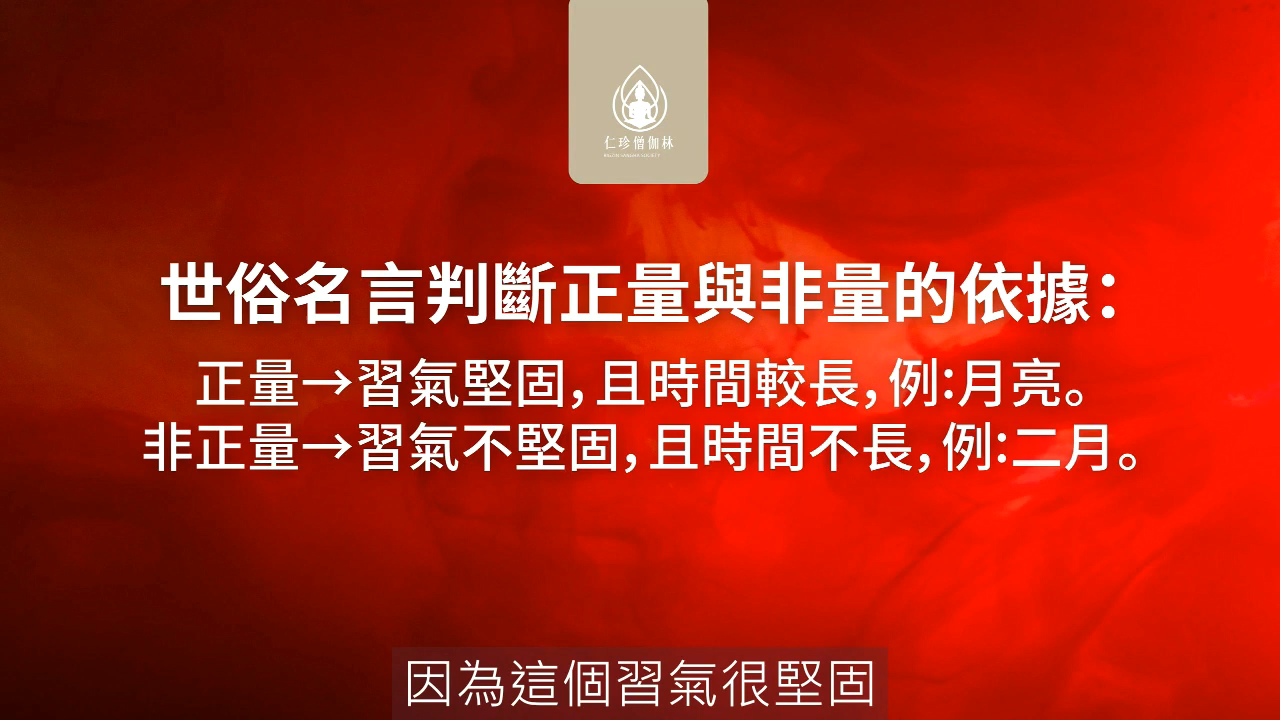 仁珍僧伽林
世俗名言判斷正量與非量的依據：
正量→習氣堅固，且時間較長，例：月亮。
非正量→習氣不堅固，且時間不長，例：二月。
因為這個習氣很堅固